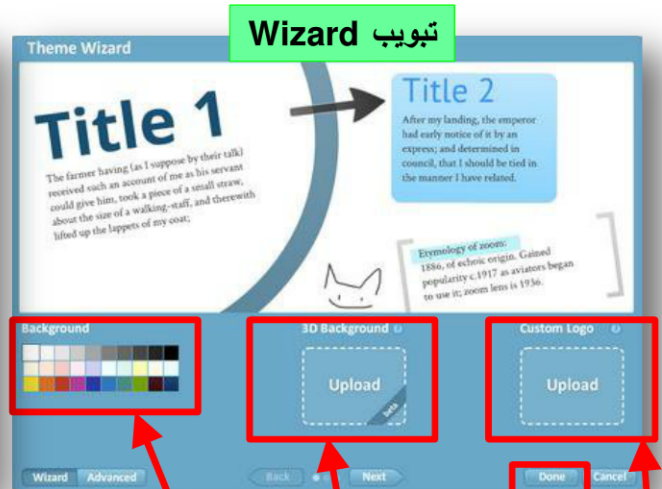 تبويب Wizard
Theme Wizard
Title 1
The farmer having (as I suppose by their talk)
received such an account of me as his servant
could give him, took a piece of a small straw,
about the size of a walking-staff, and therewith
lifted up the lappets of my coat;
Title 2
After my landing, the emperor
had early notice of it by an
express; and determined in
council, that I should be tied in
the manner I have related.
Etymology of zoom:
1886, of echoic origin. Gained
popularity c.1917 as aviators began
to use it; zoom lens is 1936.
Background
3D Background
Custom Logo
Upload
beta
Upload
Wizard Advanced
Back Next
Done Cancel